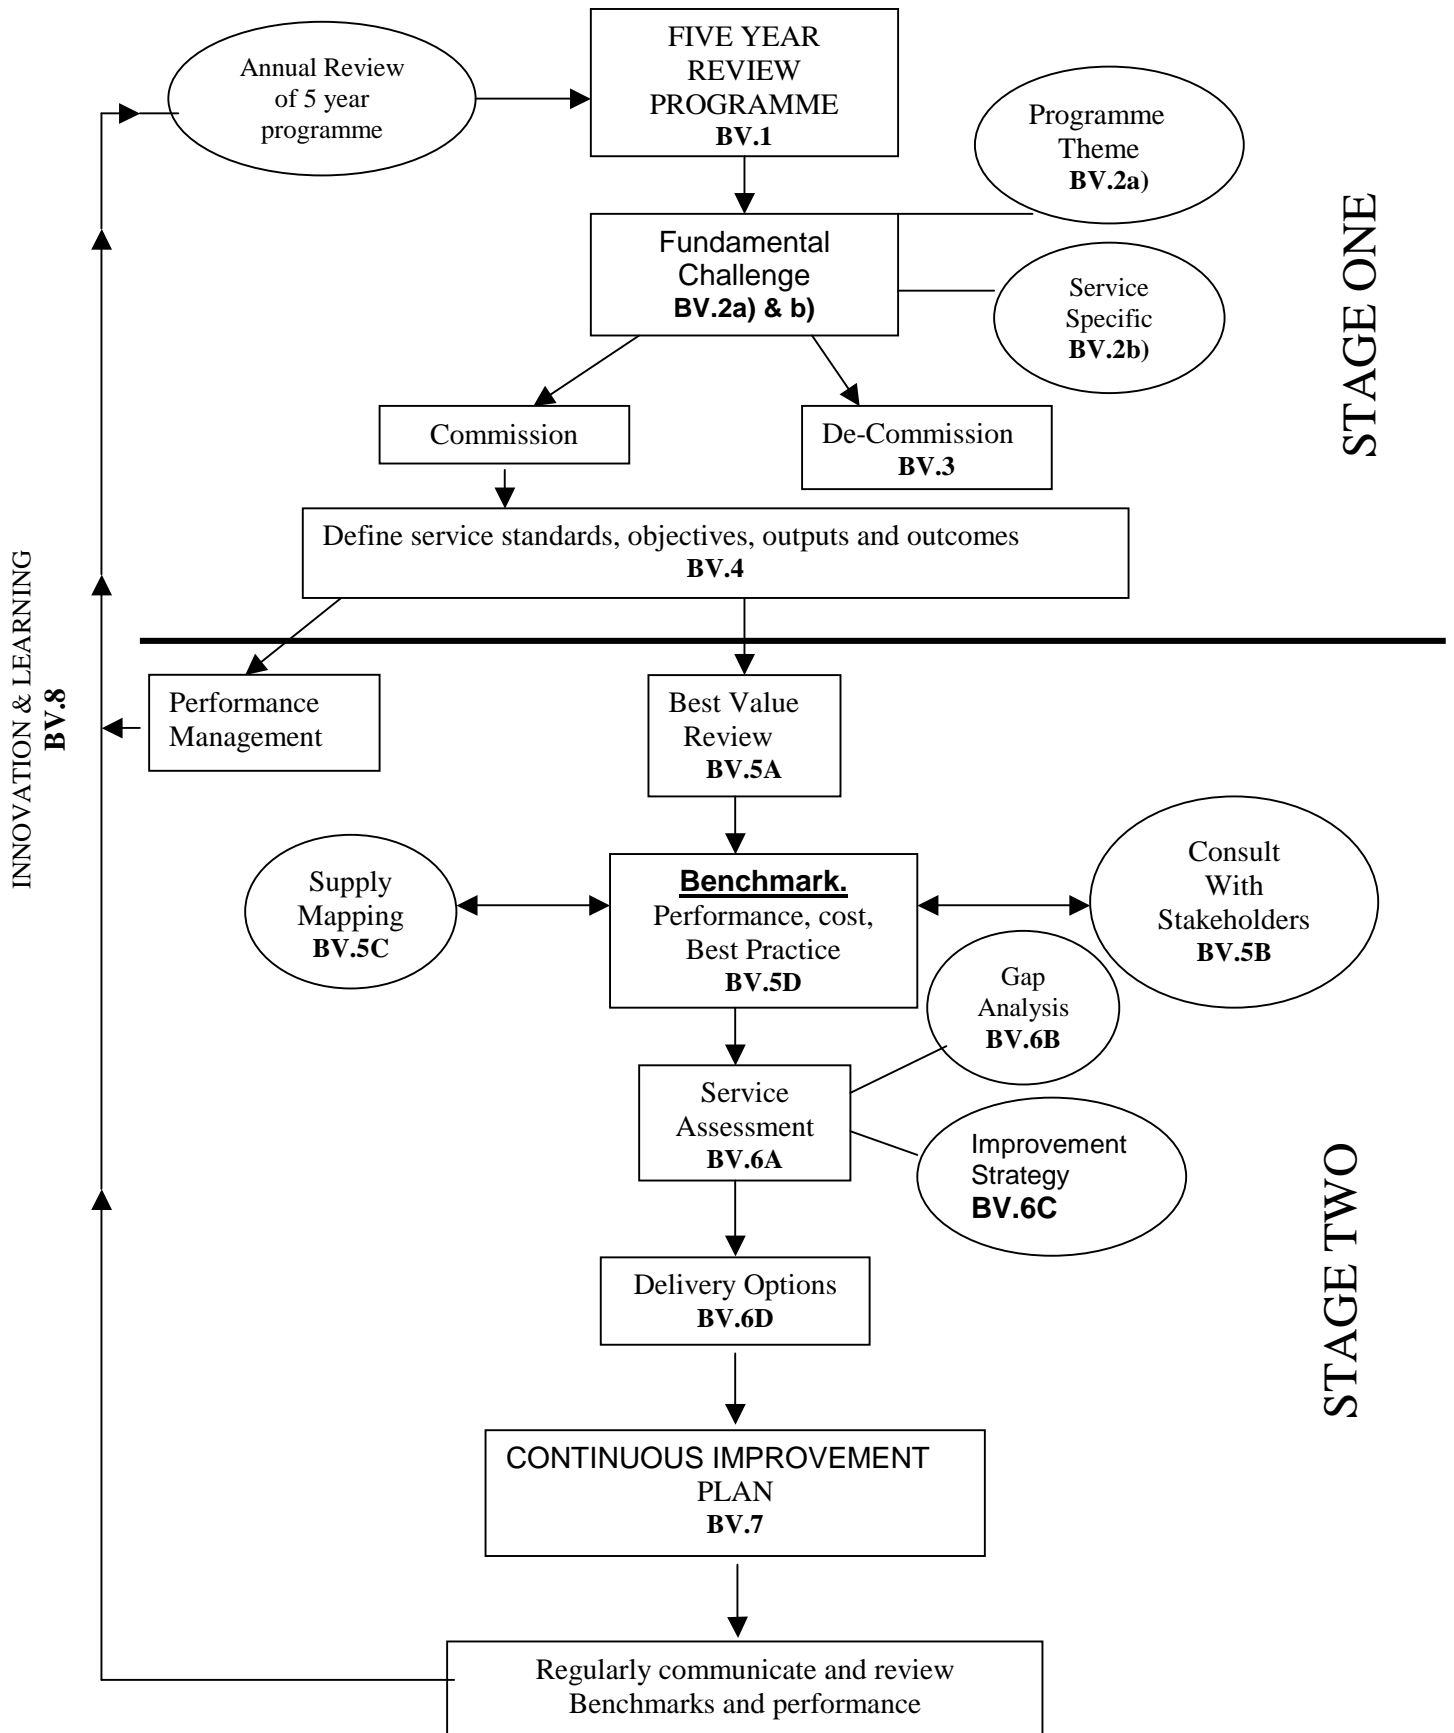 Annual Review
of 5 year
programme
FIVE YEAR
REVIEW
PROGRAMME
BV.1
Programme
Theme
BV.2a)
Fundamental
Challenge
BV.2a) & b)
Service
Specific
BV.2b)
STAGE ONE
Commission
De-Commission
BV.3
Define service standards, objectives, outputs and outcomes
BV.4
INNOVATION & LEARNING
BV.8
Performance
Management
Best Value
Review
BV.5A
Supply
Mapping
BV.5C
Benchmark.
Performance, cost,
Best Practice
BV.5D
Consult
With
Stakeholders
BV.5B
Gap
Analysis
BV.6B
Service
Assessment
BV.6A
Improvement
Strategy
BV.6C
STAGE TWO
Delivery Options
BV.6D
CONTINUOUS IMPROVEMENT
PLAN
BV.7
Regularly communicate and review
Benchmarks and performance